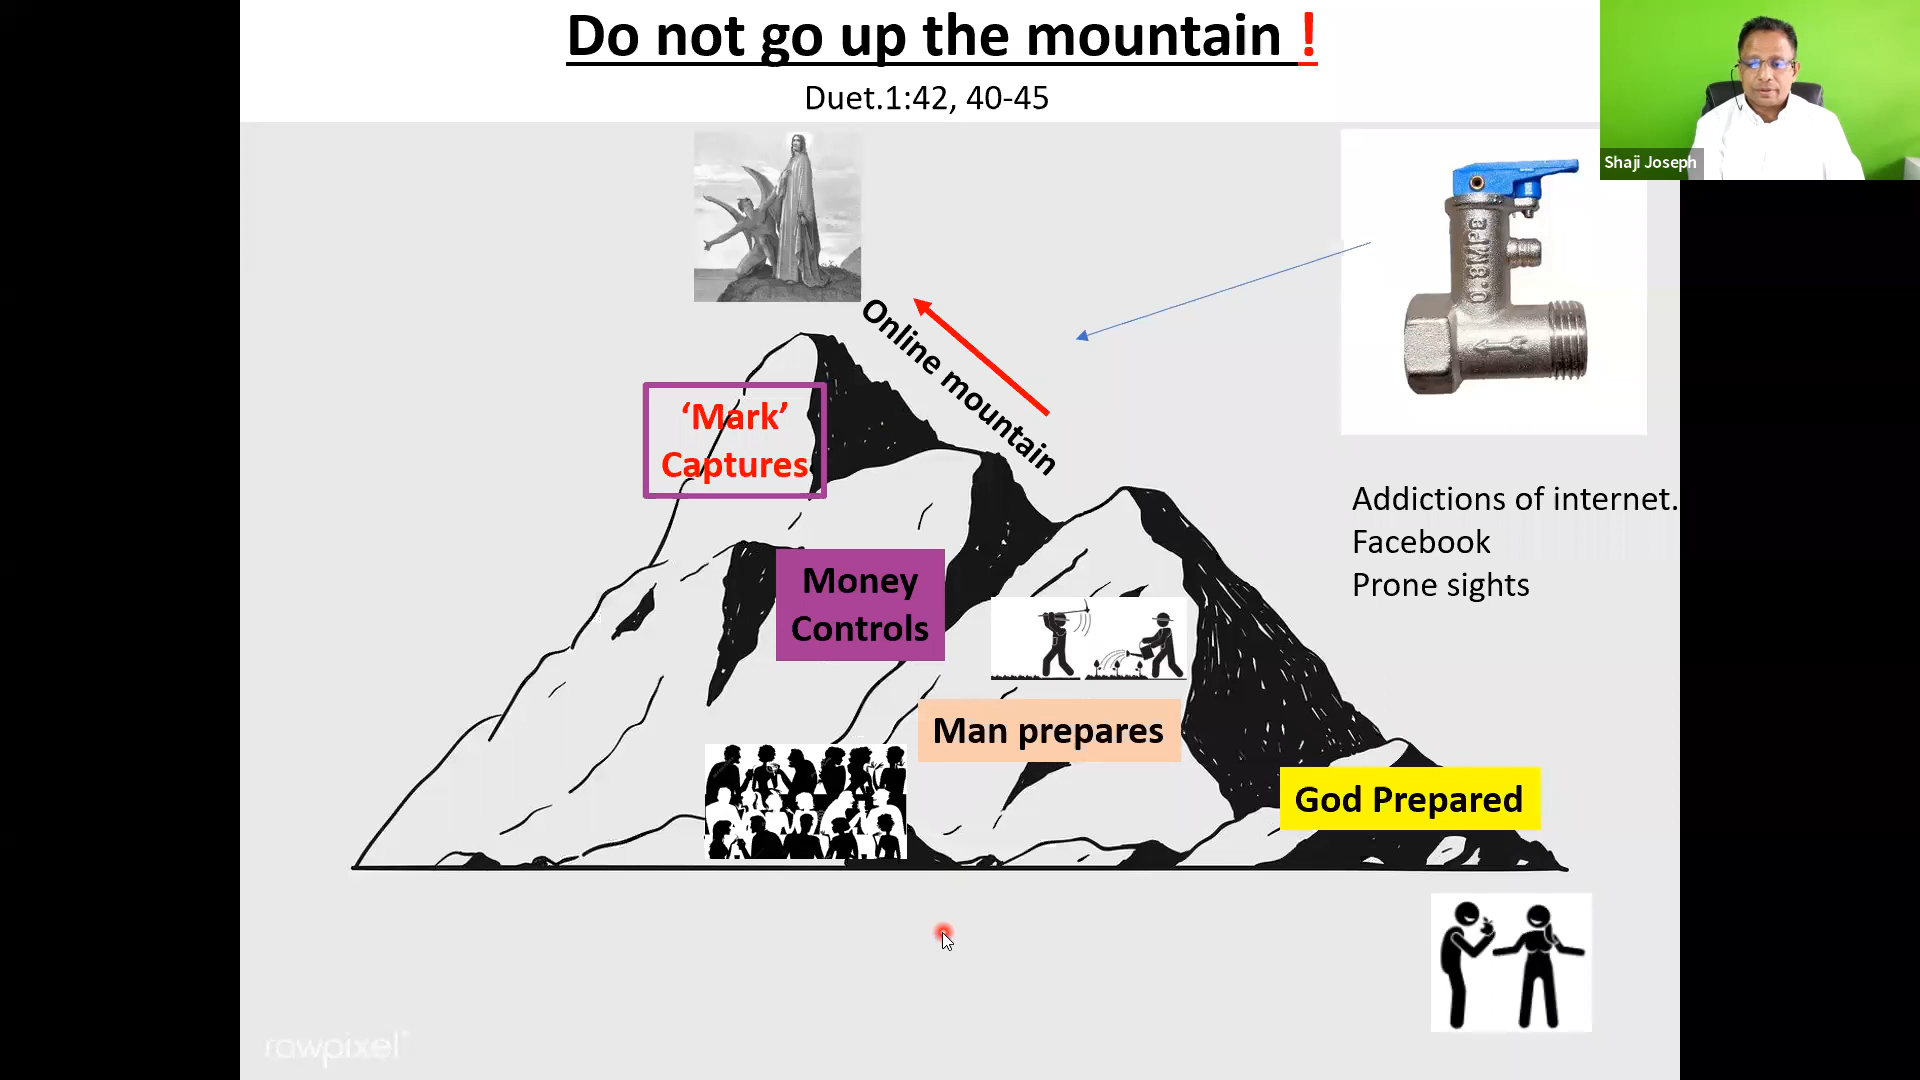 Do not go up the mountain !
Duet.1:42, 40-45
Shaji Joseph
0.8MPa
Online mountain
‘Mark’
Captures
Addictions of internet.
Facebook
Prone sights
Money
Controls
Man prepares
God Prepared
rawpixel